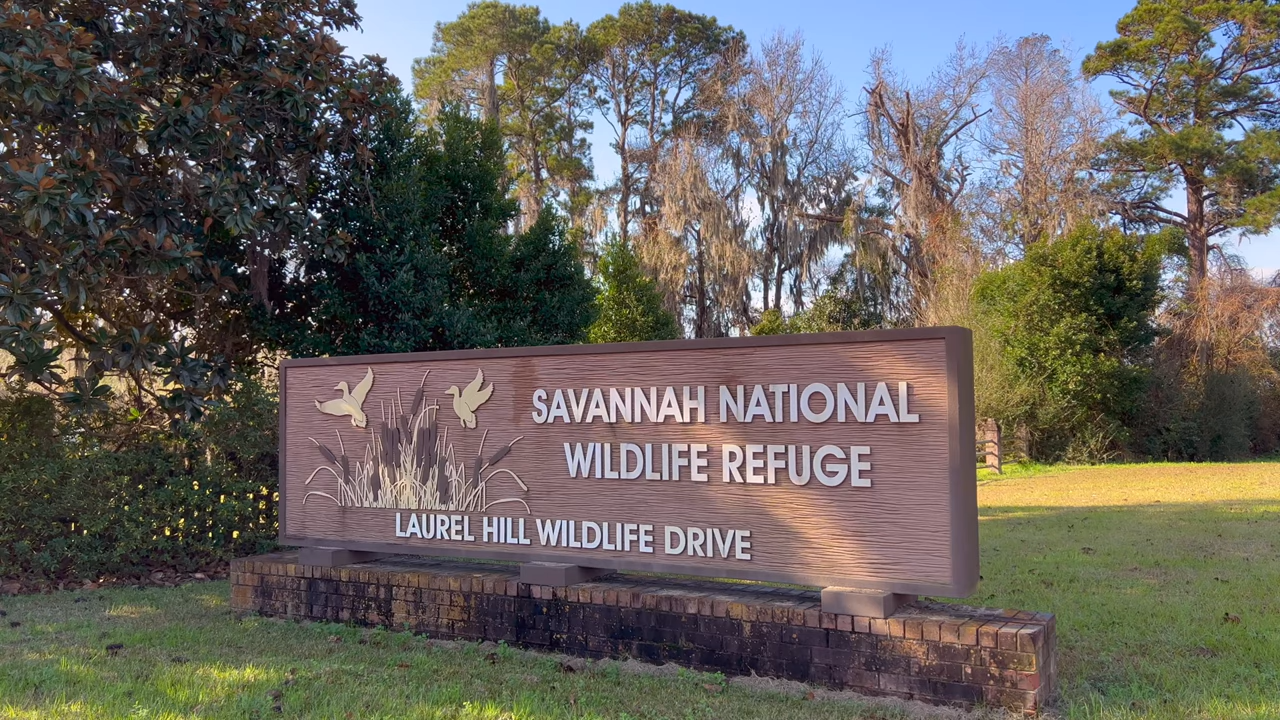 SAVANNAH NATIONAL
WILDLIFE REFUGE
LAUREL HILL WILDLIFE DRIVE